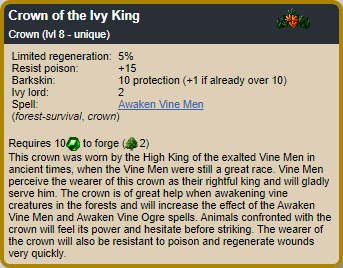 Crown of the Ivy King
Crown (lvl 8 - unique)
Limited regeneration: 5%
Resist poison: +15
Barkskin: 10 protection (+1 if already over 10)
Ivy lord: 2
Spell: Awaken Vine Men
(forest-survival, crown)
Requires 10 to forge ( 2)
This crown was worn by the High King of the exalted Vine Men in
ancient times, when the Vine Men were still a great race. Vine Men
perceive the wearer of this crown as their rightful king and will gladly
serve him. The crown is of great help when awakening vine
creatures in the forests and will increase the effect of the Awaken
Vine Men and Awaken Vine Ogre spells. Animals confronted with the
crown will feel its power and hesitate before striking. The wearer of
the crown will also be resistant to poison and regenerate wounds
very quickly.